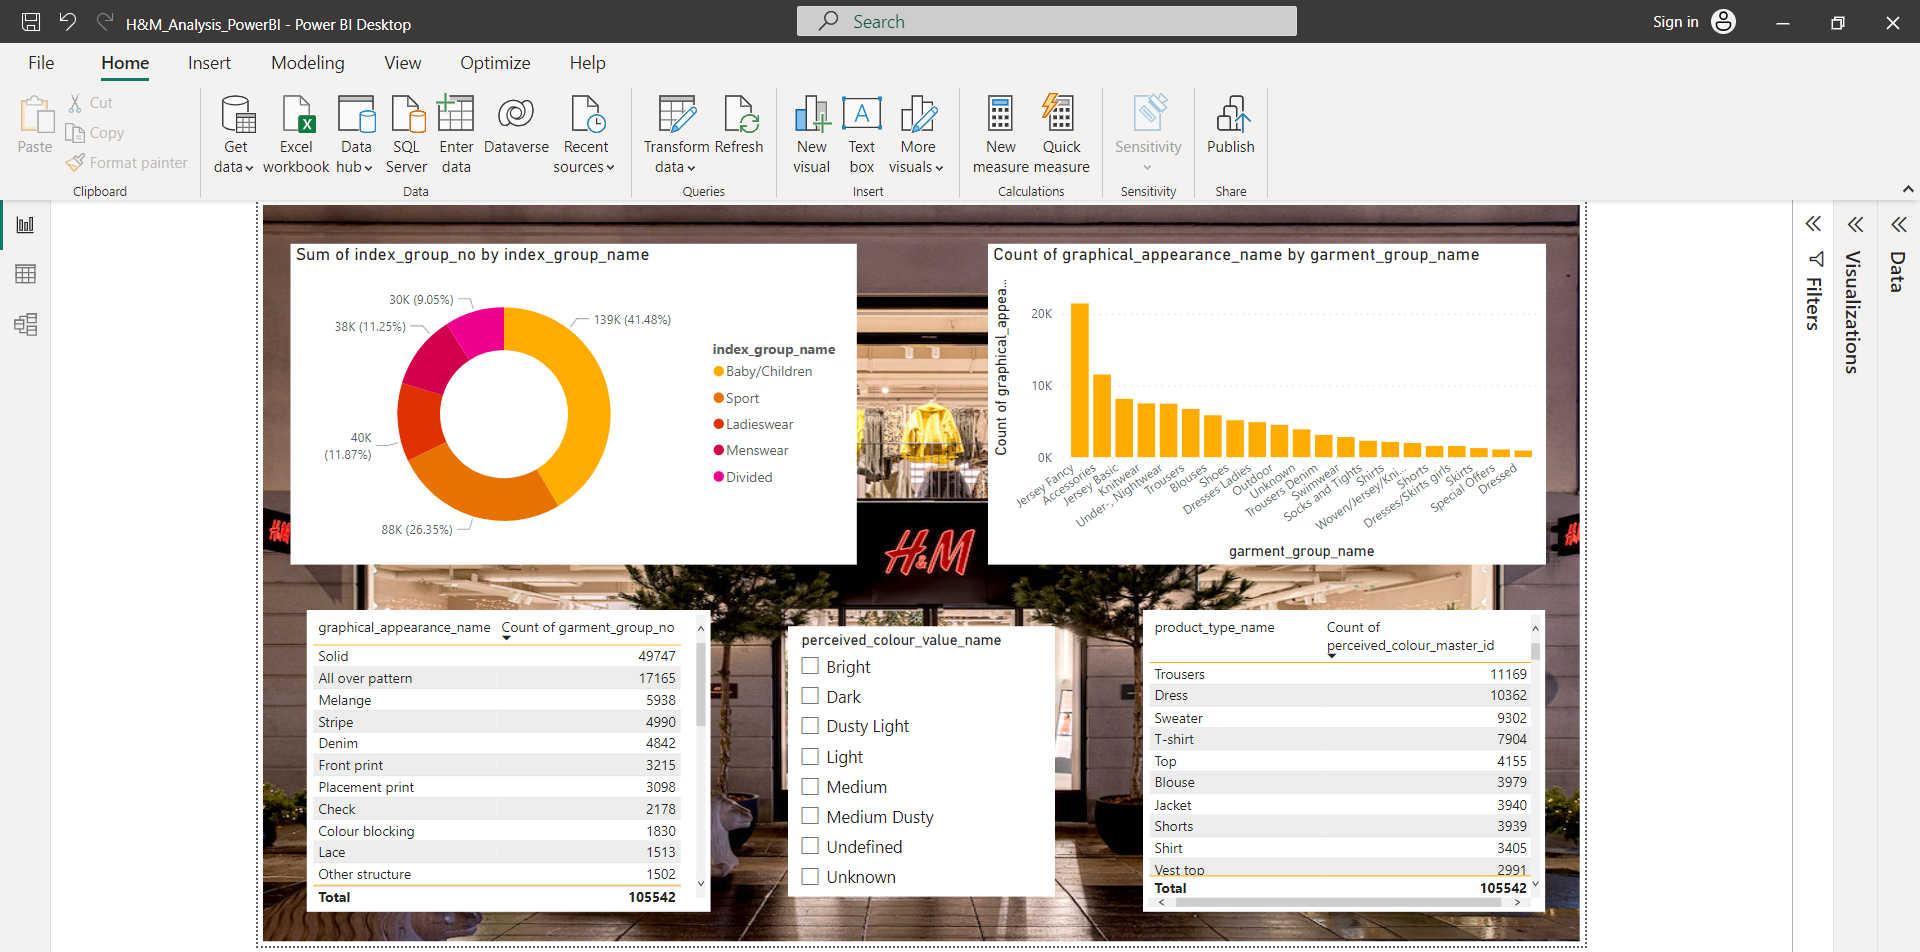 H&M_Analysis_PowerBI - Power BI Desktop
Search
Sign in
File
Home
Insert
Modeling
View
Optimize
Help
Paste
Cut
Copy
Format painter
Clipboard
Get data
Excel workbook
Data hub
SQL Server
Enter data
Dataverse
Recent sources
Data
Transform data
Refresh
Queries
New visual
Text box
More visuals
Insert
New measure
Quick measure
Calculations
Sensitivity
Sensitivity
Publish
Share
Filters
Visualizations
Data
Sum of index_group_no by index_group_name
30K (9.05%)
38K (11.25%)
139K (41.48%)
40K
(11.87%)
88K (26.35%)
index_group_name
Baby/Children
Sport
Ladieswear
Menswear
Divided
Count of graphical_appearance_name by garment_group_name
Count of graphical_appea...
20K
10K
0K
Jersey Fancy
Accessories
Jersey Basic
Knitwear
Under-, Nightwear
Trousers
Blouses
Shoes
Dresses Ladies
Outdoor
Unknown
Trousers Denim
Swimwear
Socks and Tights
Shirts
Woven/Jersey/Kni...
Shorts
Dresses/Skirts girls
Skirts
Special Offers
Dressed
garment_group_name
H&M
H&M
H&M
graphical_appearance_name Count of garment_group_no
Solid 49747
All over pattern 17165
Melange 5938
Stripe 4990
Denim 4842
Front print 3215
Placement print 3098
Check 2178
Colour blocking 1830
Lace 1513
Other structure 1502
Total 105542
perceived_colour_value_name
Bright
Dark
Dusty Light
Light
Medium
Medium Dusty
Undefined
Unknown
product_type_name Count of
perceived_colour_master_id
Trousers 11169
Dress 10362
Sweater 9302
T-shirt 7904
Top 4155
Blouse 3979
Jacket 3940
Shorts 3939
Shirt 3405
Vest top 2991
Total 105542